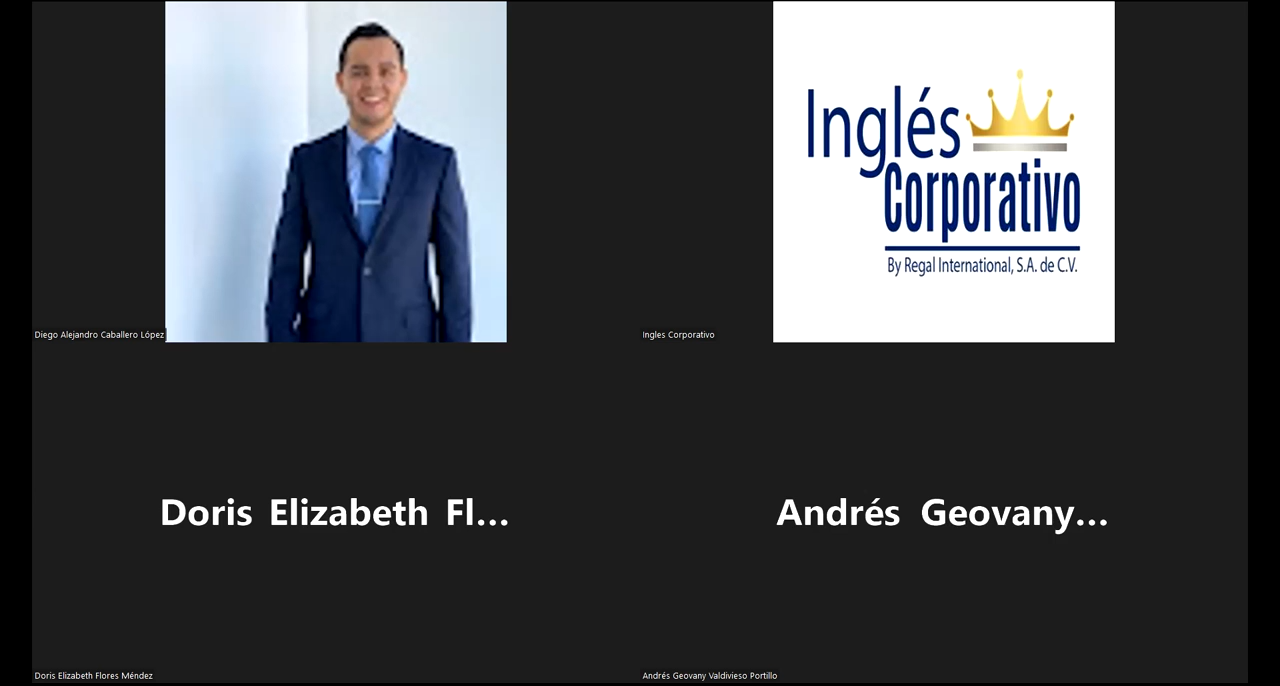 Inglés
Corporativo
By Regal International, S.A. de C.V.
Diego Alejandro Caballero López
Ingles Corporativo
Doris Elizabeth Fl...
Andrés Geovany...
Doris Elizabeth Flores Méndez
Andrés Geovany Valdivieso Portillo